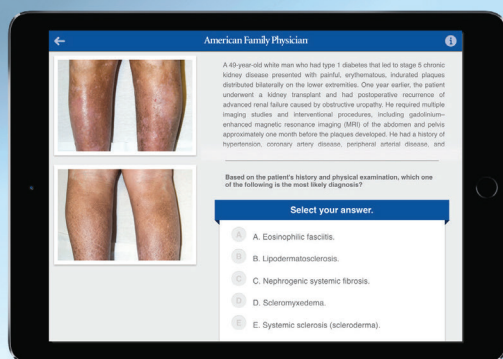 American Family Physician
A 49-year-old white man who had type 1 diabetes that led to stage 5 chronic
kidney disease presented with painful, erythematous, indurated plaques
distributed bilaterally on the lower extremities. One year earlier, the patient
underwent a kidney transplant and had postoperative recurrence of
advanced renal failure caused by obstructive uropathy. He required multiple
imaging studies and interventional procedures, including gadolinium–
enhanced magnetic resonance imaging (MRI) of the abdomen and pelvis
approximately one month before the plaques developed. He had a history of
hypertension, coronary artery disease, peripheral arterial disease, and
Based on the patient's history and physical examination, which one
of the following is the most likely diagnosis?
Select your answer.
A A. Eosinophilic fasciitis.
B B. Lipodermatosclerosis.
C C. Nephrogenic systemic fibrosis.
D D. Scleromyxedema.
E E. Systemic sclerosis (scleroderma).